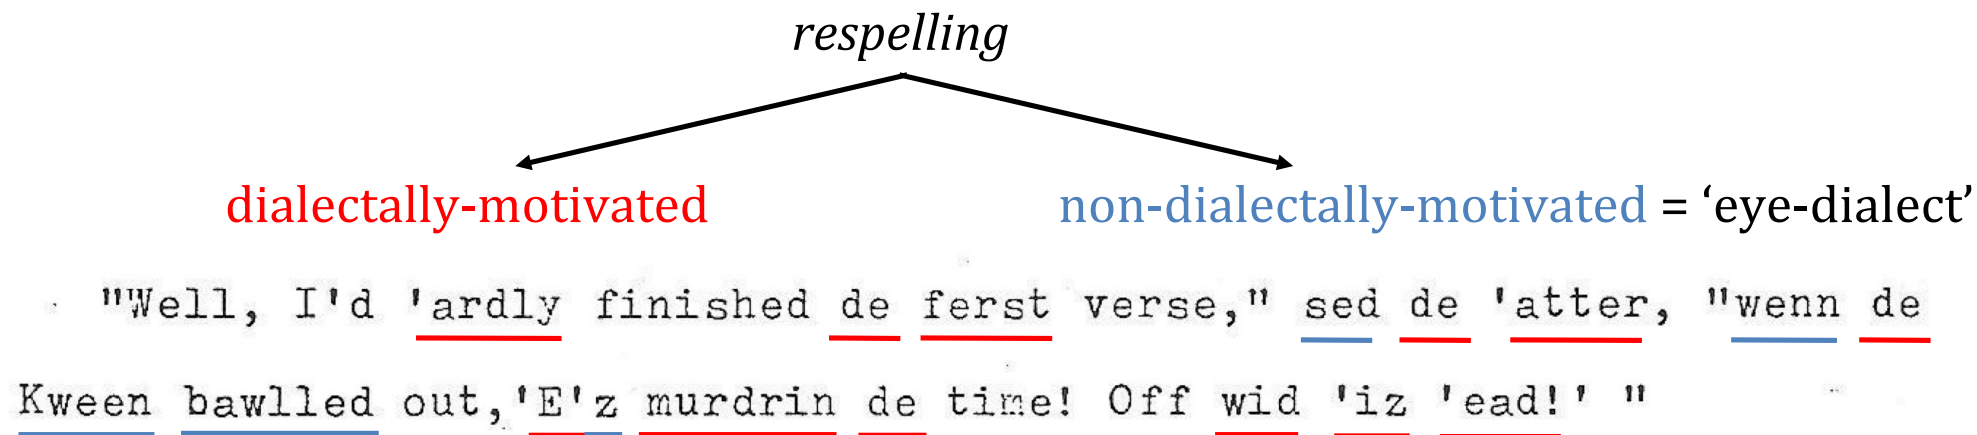 respelling
dialectally-motivated non-dialectally-motivated = ‘eye-dialect’
"Well, I'd 'ardly finished de ferst verse," sed de 'atter, "wenn de
Kween bawlled out,'E'z murdrin de time! Off wid 'iz 'ead!' "